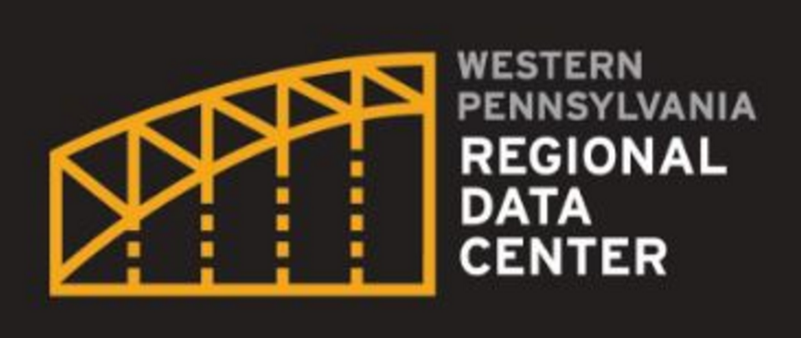 WESTERN
PENNSYLVANIA
REGIONAL
DATA
CENTER